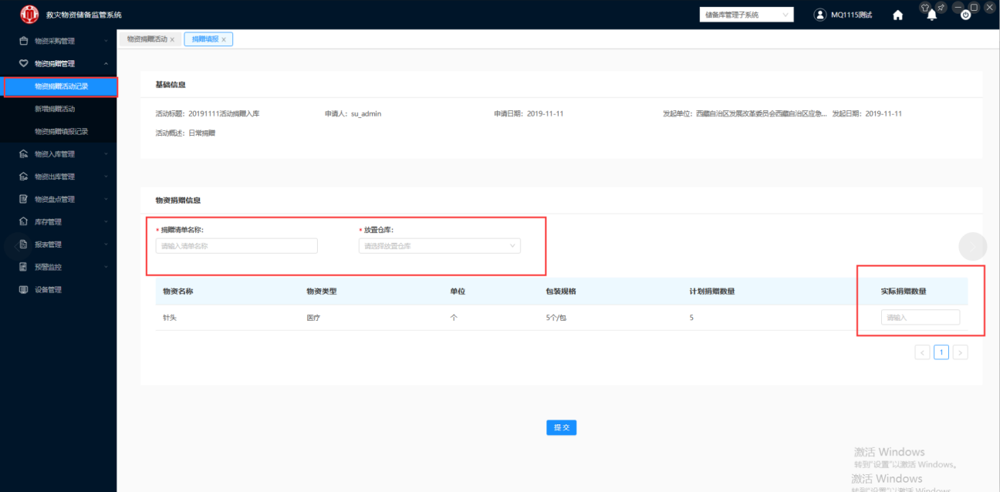 救灾物资储备监管系统
储备库管理子系统
MQ1115测试
物资采购管理
物资捐赠管理
物资捐赠活动记录
新增捐赠活动
物资捐赠填报记录
物资入库管理
物资出库管理
物资盘点管理
库存管理
报表管理
预警监控
设备管理
物资捐赠活动 ×
捐赠填报 ×
基础信息
活动标题: 20191111活动捐赠入库
申请人: su_admin
申请日期: 2019-11-11
发起单位: 西藏自治区发展改革委员会西藏自治区应急...
发起日期: 2019-11-11
活动概述: 日常捐赠
物资捐赠信息
* 捐赠清单名称:
* 放置仓库:
请输入清单名称
请选择放置仓库
物资名称 物资类型 单位 包装规格 计划捐赠数量 实际捐赠数量
针头 医疗 个 5个/包 5 请输入
< 1 >
提 交
激活 Windows
转到"设置"以激活 Windows。
激活 Windows
转到"设置"以激活 Windows